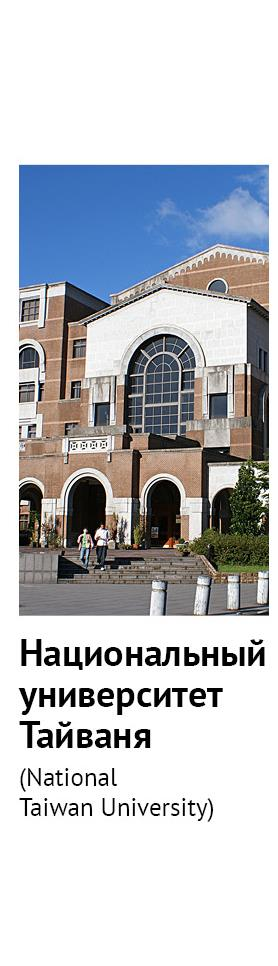 Национальный
университет
Тайваня
(National
Taiwan University)